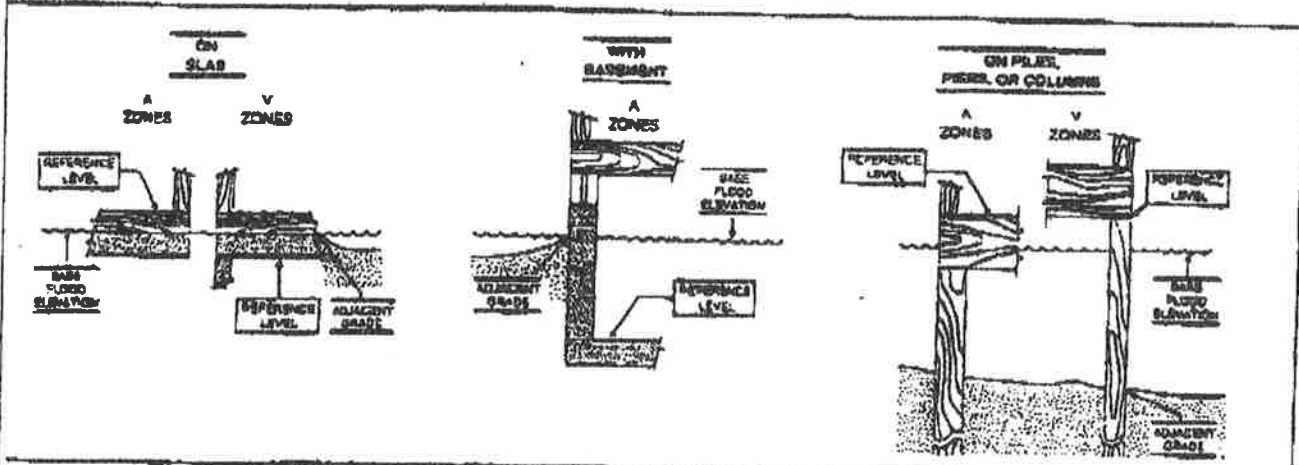 ON
SLAB
A
ZONES
V
ZONES
REFERENCE
LEVEL
BASE
FLOOD
ELEVATION
REFERENCE
LEVEL
ADJACENT
GRADE
WITH
BASEMENT
A
ZONES
BASE
FLOOD
ELEVATION
ADJACENT
GRADE
REFERENCE
LEVEL
ON PILES,
PIERS, OR COLUMNS
A
ZONES
V
ZONES
REFERENCE
LEVEL
REFERENCE
LEVEL
BASE
FLOOD
ELEVATION
ADJACENT
GRADE